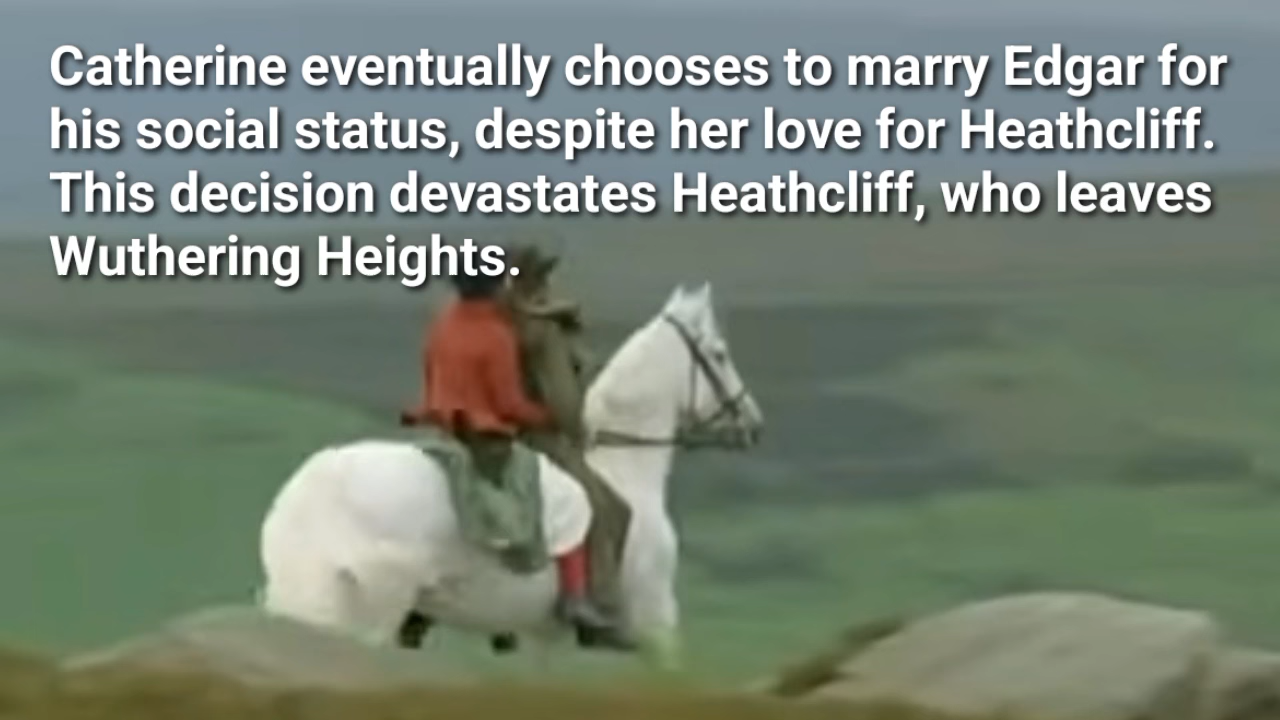 Catherine eventually chooses to marry Edgar for
his social status, despite her love for Heathcliff.
This decision devastates Heathcliff, who leaves
Wuthering Heights.